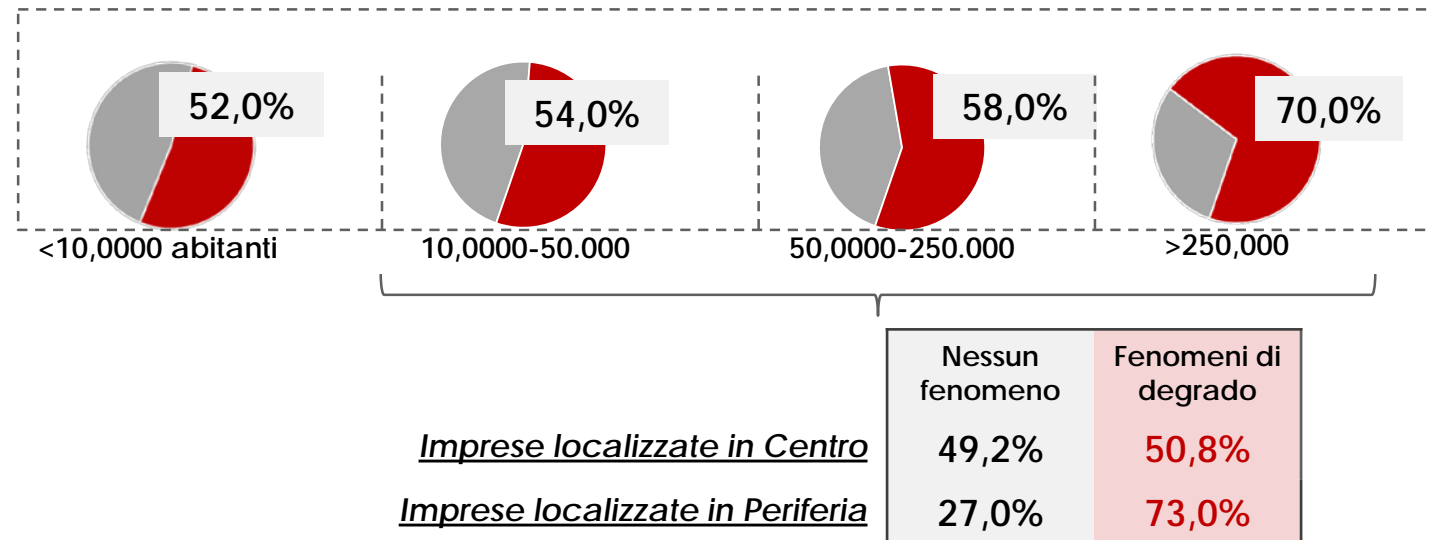 52,0%
54,0%
58,0%
70,0%
<10,0000 abitanti
10,0000-50.000
50,0000-250.000
>250,000
Nessun fenomeno
Fenomeni di degrado
Imprese localizzate in Centro
49,2%
50,8%
Imprese localizzate in Periferia
27,0%
73,0%